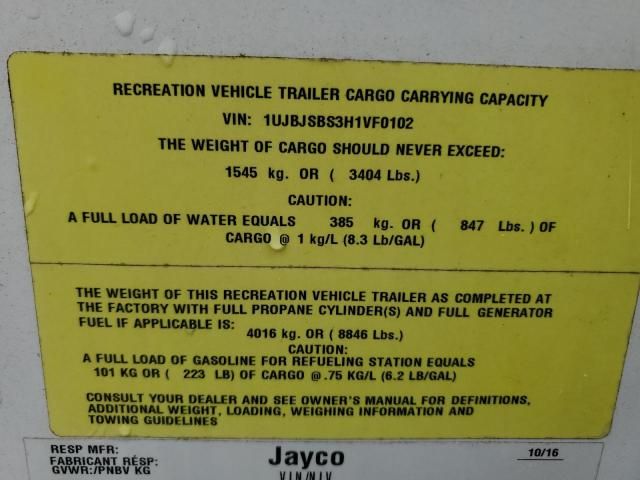 RECREATION VEHICLE TRAILER CARGO CARRYING CAPACITY
VIN: 1UJBJSBS3H1VF0102
THE WEIGHT OF CARGO SHOULD NEVER EXCEED:
1545 kg. OR ( 3404 Lbs.)
CAUTION:
A FULL LOAD OF WATER EQUALS 385 kg. OR ( 847 Lbs. ) OF
CARGO @ 1 kg/L (8.3 Lb/GAL)
THE WEIGHT OF THIS RECREATION VEHICLE TRAILER AS COMPLETED AT
THE FACTORY WITH FULL PROPANE CYLINDER(S) AND FULL GENERATOR
FUEL IF APPLICABLE IS:
4016 kg. OR ( 8846 Lbs.)
CAUTION:
A FULL LOAD OF GASOLINE FOR REFUELING STATION EQUALS
101 KG OR ( 223 LB) OF CARGO @ .75 KG/L (6.2 LB/GAL)
CONSULT YOUR DEALER AND SEE OWNER'S MANUAL FOR DEFINITIONS,
ADDITIONAL WEIGHT, LOADING, WEIGHING INFORMATION AND
TOWING GUIDELINES
RESP MFR:
FABRICANT RÉSP:
GVWR:/PNBV KG
Jayco
10/16
VIN/NIV